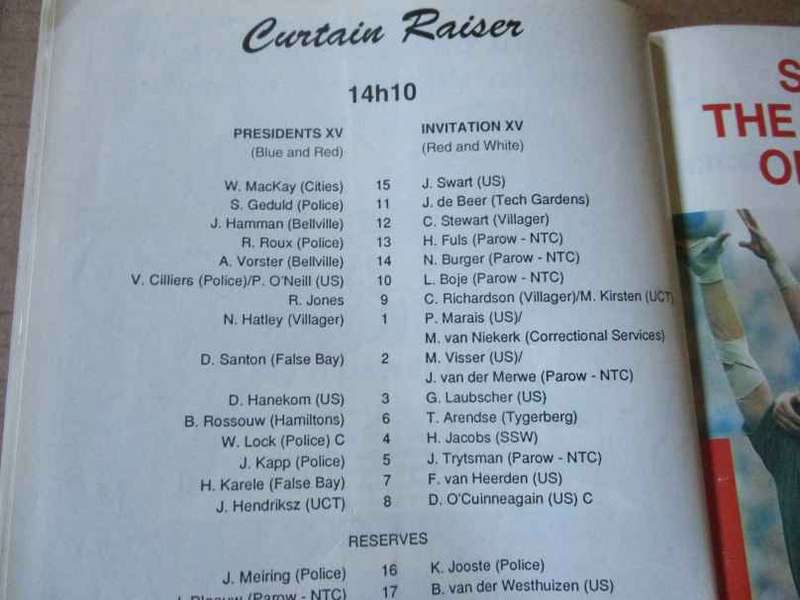 Curtain Raiser
14h10
PRESIDENTS XV INVITATION XV
(Blue and Red) (Red and White)
W. MacKay (Cities) 15 J. Swart (US)
S. Geduld (Police) 11 J. de Beer (Tech Gardens)
J. Hamman (Bellville) 12 C. Stewart (Villager)
R. Roux (Police) 13 H. Fuls (Parow - NTC)
A. Vorster (Bellville) 14 N. Burger (Parow - NTC)
V. Cilliers (Police)/P. O'Neill (US) 10 L. Boje (Parow - NTC)
R. Jones 9 C. Richardson (Villager)/M. Kirsten (UCT)
N. Hatley (Villager) 1 P. Marais (US)/
M. van Niekerk (Correctional Services)
D. Santon (False Bay) 2 M. Visser (US)/
J. van der Merwe (Parow - NTC)
D. Hanekom (US) 3 G. Laubscher (US)
B. Rossouw (Hamiltons) 6 T. Arendse (Tygerberg)
W. Lock (Police) C 4 H. Jacobs (SSW)
J. Kapp (Police) 5 J. Trytsman (Parow - NTC)
H. Karele (False Bay) 7 F. van Heerden (US)
J. Hendriksz (UCT) 8 D. O'Cuinneagain (US) C
RESERVES
J. Meiring (Police) 16 K. Jooste (Police)
(Parow - NTC) 17 B. van der Westhuizen (US)
THE